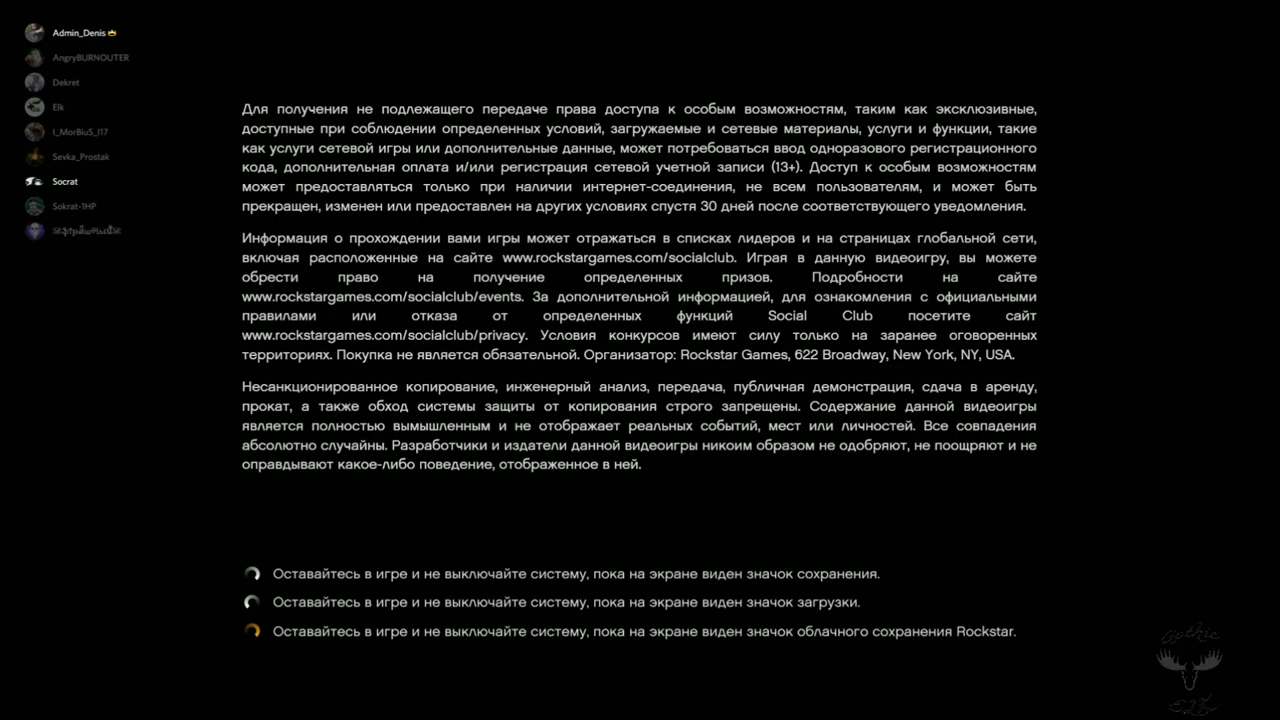 Admin_Denis
AngryBURNOUTER
Dekret
Elk
I_MorBiuS_I17
Sevka_Prostak
Socrat
Sokrat-1HP
Для получения не подлежащего передаче права доступа к особым возможностям, таким как эксклюзивные,
доступные при соблюдении определенных условий, загружаемые и сетевые материалы, услуги и функции, такие
как услуги сетевой игры или дополнительные данные, может потребоваться ввод одноразового регистрационного
кода, дополнительная оплата и/или регистрация сетевой учетной записи (13+). Доступ к особым возможностям
может предоставляться только при наличии интернет-соединения, не всем пользователям, и может быть
прекращен, изменен или предоставлен на других условиях спустя 30 дней после соответствующего уведомления.
Информация о прохождении вами игры может отражаться в списках лидеров и на страницах глобальной сети,
включая расположенные на сайте www.rockstargames.com/socialclub. Играя в данную видеоигру, вы можете
обрести право на получение определенных призов. Подробности на сайте
www.rockstargames.com/socialclub/events. За дополнительной информацией, для ознакомления с официальными
правилами или отказа от определенных функций Social Club посетите сайт
www.rockstargames.com/socialclub/privacy. Условия конкурсов имеют силу только на заранее оговоренных
территориях. Покупка не является обязательной. Организатор: Rockstar Games, 622 Broadway, New York, NY, USA.
Несанкционированное копирование, инженерный анализ, передача, публичная демонстрация, сдача в аренду,
прокат, а также обход системы защиты от копирования строго запрещены. Содержание данной видеоигры
является полностью вымышленным и не отображает реальных событий, мест или личностей. Все совпадения
абсолютно случайны. Разработчики и издатели данной видеоигры никоим образом не одобряют, не поощряют и не
оправдывают какое-либо поведение, отображенное в ней.
Оставайтесь в игре и не выключайте систему, пока на экране виден значок сохранения.
Оставайтесь в игре и не выключайте систему, пока на экране виден значок загрузки.
Оставайтесь в игре и не выключайте систему, пока на экране виден значок облачного сохранения Rockstar.
Gothic